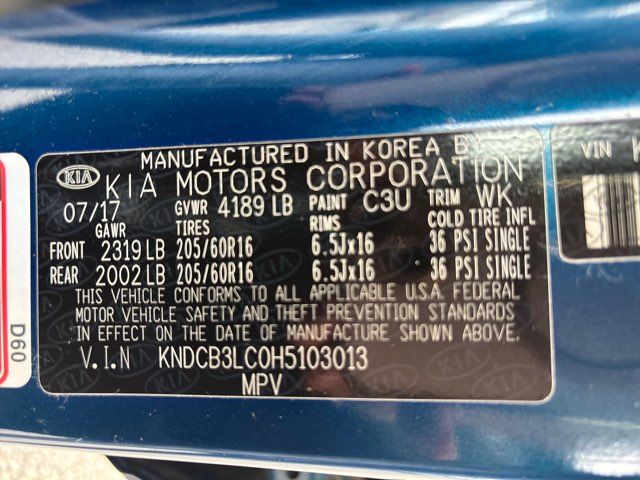 MANUFACTURED IN KOREA BY
KIA KIA MOTORS CORPORATION
07/17 GVWR 4189 LB PAINT C3U TRIM WK
GAWR TIRES RIMS COLD TIRE INFL
FRONT 2319 LB 205/60R16 6.5Jx16 36 PSI SINGLE
REAR 2002 LB 205/60R16 6.5Jx16 36 PSI SINGLE
THIS VEHICLE CONFORMS TO ALL APPLICABLE U.S.A. FEDERAL
MOTOR VEHICLE SAFETY AND THEFT PREVENTION STANDARDS
IN EFFECT ON THE DATE OF MANUFACTURE SHOWN ABOVE.
V.I.N KNDCB3LC0H5103013
MPV
D60
VIN K